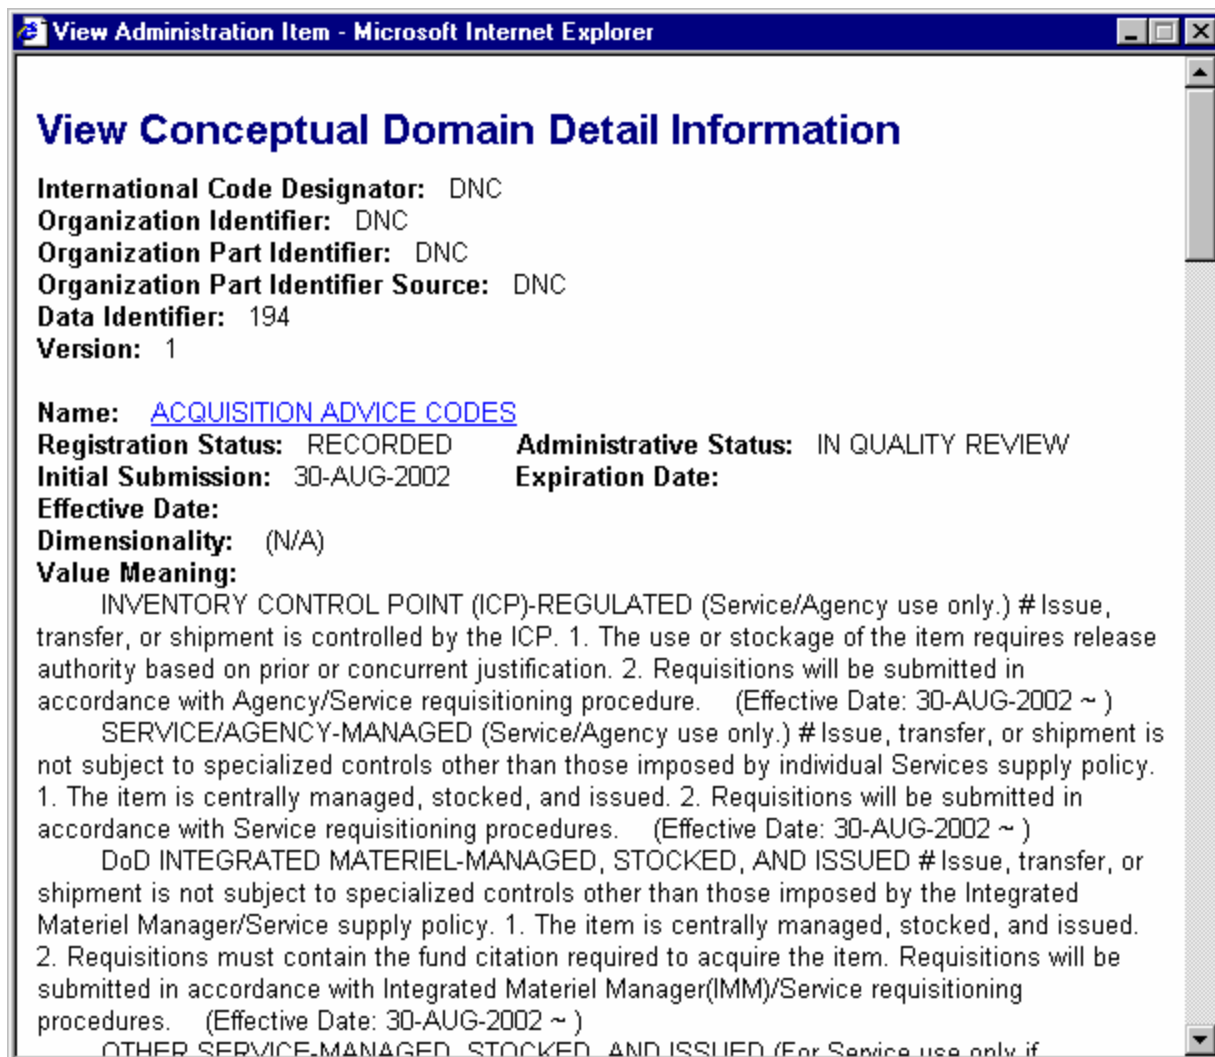 View Administration Item - Microsoft Internet Explorer
View Conceptual Domain Detail Information
International Code Designator: DNC
Organization Identifier: DNC
Organization Part Identifier: DNC
Organization Part Identifier Source: DNC
Data Identifier: 194
Version: 1
Name: ACQUISITION ADVICE CODES
Registration Status: RECORDED Administrative Status: IN QUALITY REVIEW
Initial Submission: 30-AUG-2002 Expiration Date:
Effective Date:
Dimensionality: (N/A)
Value Meaning:
INVENTORY CONTROL POINT (ICP)-REGULATED (Service/Agency use only.) # Issue,
transfer, or shipment is controlled by the ICP. 1. The use or stockage of the item requires release
authority based on prior or concurrent justification. 2. Requisitions will be submitted in
accordance with Agency/Service requisitioning procedure. (Effective Date: 30-AUG-2002 ~ )
SERVICE/AGENCY-MANAGED (Service/Agency use only.) # Issue, transfer, or shipment is
not subject to specialized controls other than those imposed by individual Services supply policy.
1. The item is centrally managed, stocked, and issued. 2. Requisitions will be submitted in
accordance with Service requisitioning procedures. (Effective Date: 30-AUG-2002 ~ )
DoD INTEGRATED MATERIEL-MANAGED, STOCKED, AND ISSUED # Issue, transfer, or
shipment is not subject to specialized controls other than those imposed by the Integrated
Materiel Manager/Service supply policy. 1. The item is centrally managed, stocked, and issued.
2. Requisitions must contain the fund citation required to acquire the item. Requisitions will be
submitted in accordance with Integrated Materiel Manager(IMM)/Service requisitioning
procedures. (Effective Date: 30-AUG-2002 ~ )
OTHER SERVICE-MANAGED, STOCKED, AND ISSUED (For Service use only if